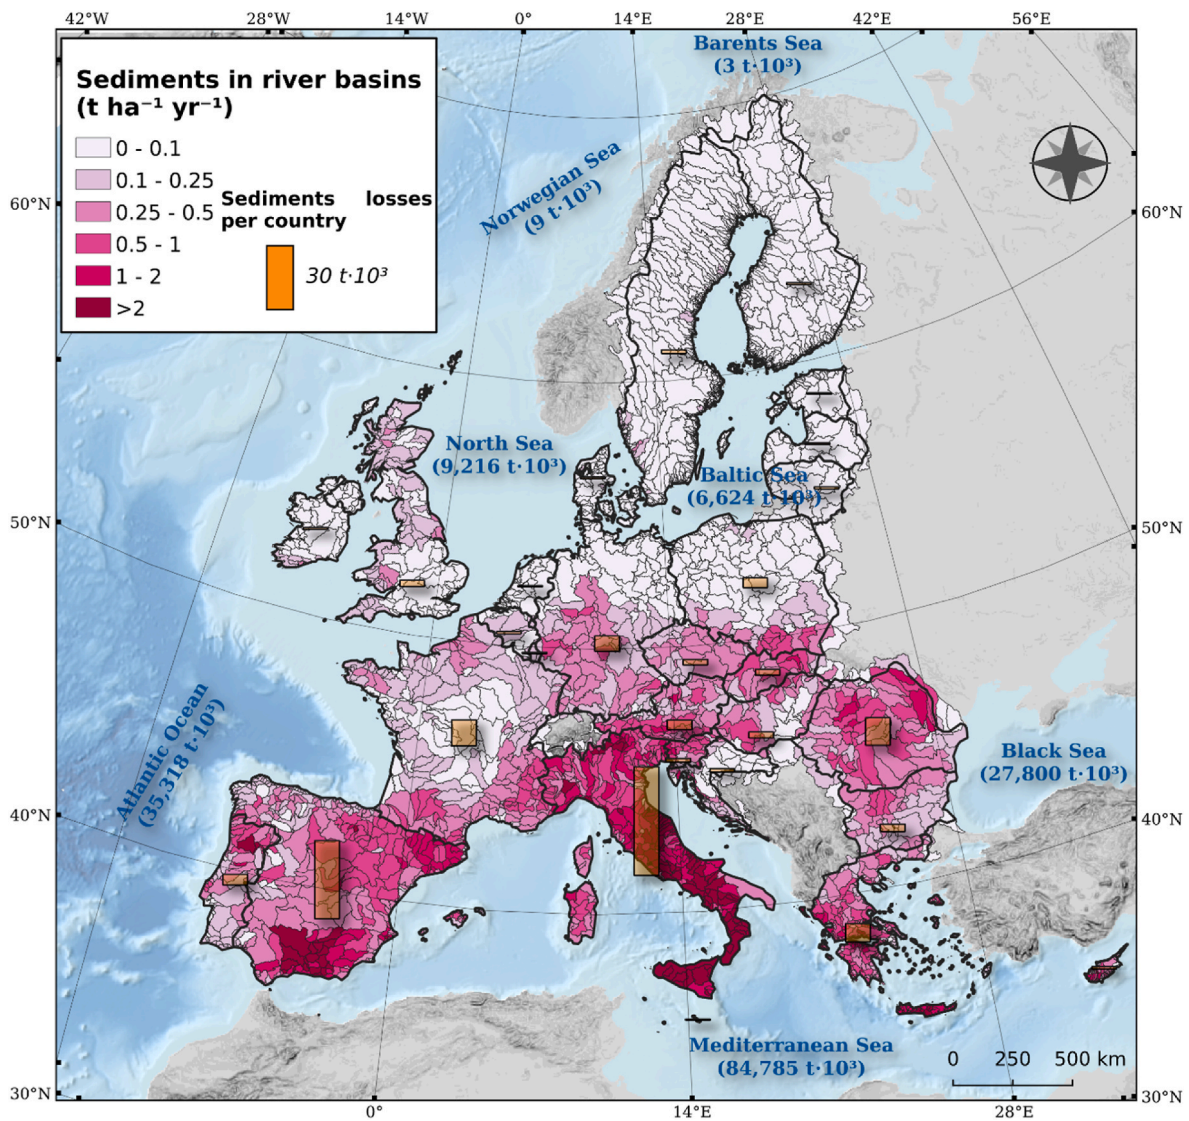 42°W 28°W 14°W 0° 14°E 28°E 42°E 56°E
Barents Sea
(3 t·10³)
Sediments in river basins
(t ha⁻¹ yr⁻¹)
0 - 0.1
0.1 - 0.25
0.25 - 0.5
0.5 - 1
1 - 2
>2
Sediments losses
per country
30 t·10³
Norwegian Sea
(9 t·10³)
60°N
60°N
North Sea
(9,216 t·10³)
Baltic Sea
(6,624 t·10³)
50°N
50°N
Atlantic Ocean
(35,318 t·10³)
Black Sea
(27,800 t·10³)
40°N
40°N
Mediterranean Sea
(84,785 t·10³)
0 250 500 km
30°N
30°N
0° 14°E 28°E